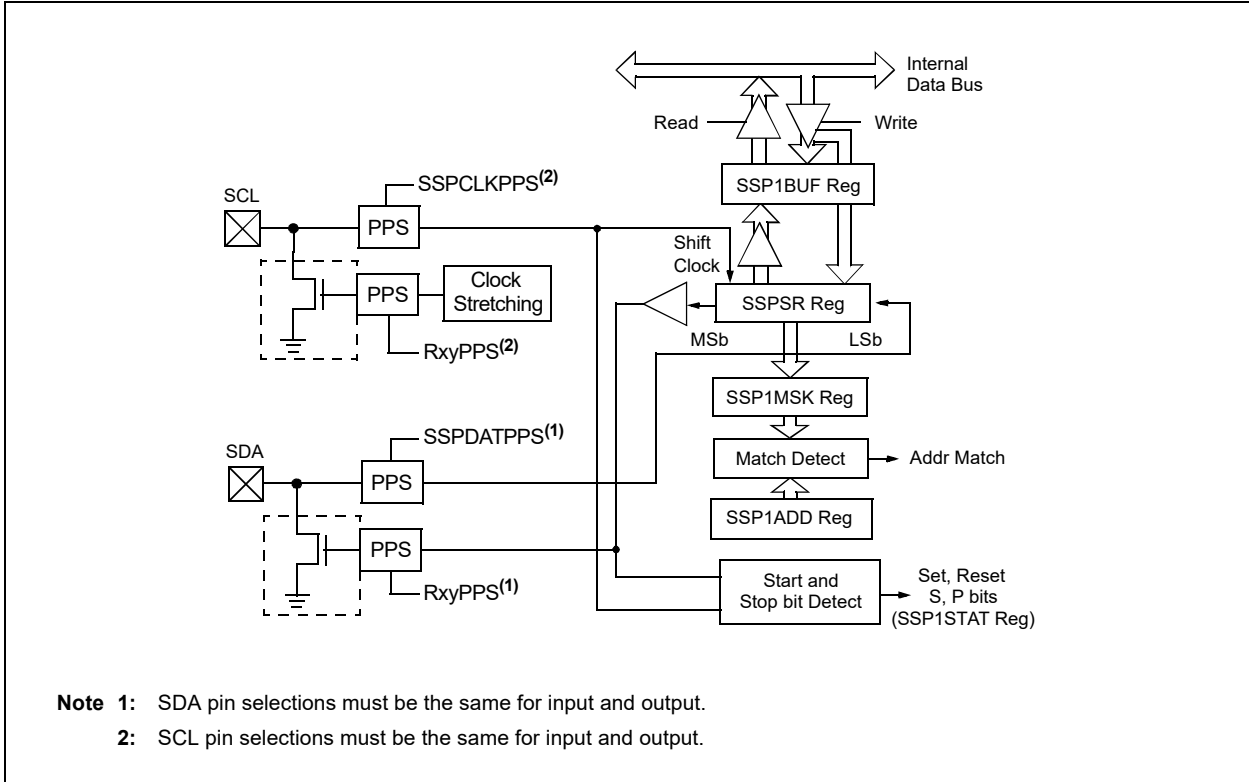 Internal
Data Bus
Read
Write
SSP1BUF Reg
SCL
SSPCLKPPS(2)
PPS
Shift
Clock
PPS
Clock
Stretching
SSPSR Reg
MSb
LSb
RxyPPS(2)
SSP1MSK Reg
SSPDATPPS(1)
SDA
PPS
Match Detect
Addr Match
SSP1ADD Reg
PPS
RxyPPS(1)
Start and
Stop bit Detect
Set, Reset
S, P bits
(SSP1STAT Reg)
Note 1: SDA pin selections must be the same for input and output.
2: SCL pin selections must be the same for input and output.